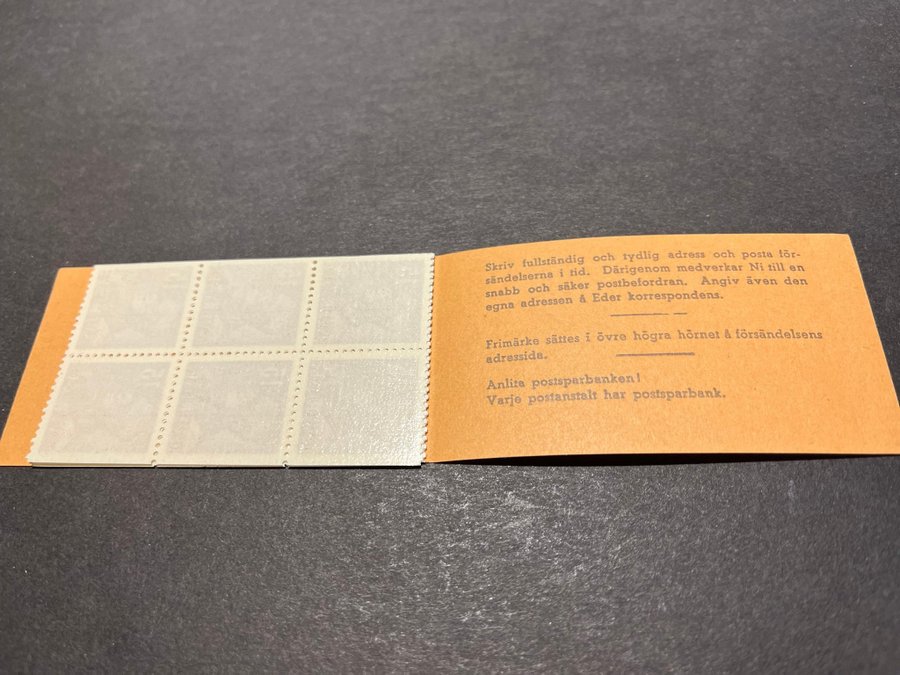 Skriv fullständig och tydlig adress och posta för-
sändelserna i tid. Därigenom medverkar Ni till en
snabb och säker postbefordran. Angiv även den
egna adressen å Eder korrespondens.
Frimärke sättes i övre högra hörnet å försändelsens
adressida.
Anlita postsparbanken!
Varje postanstalt har postsparbank.